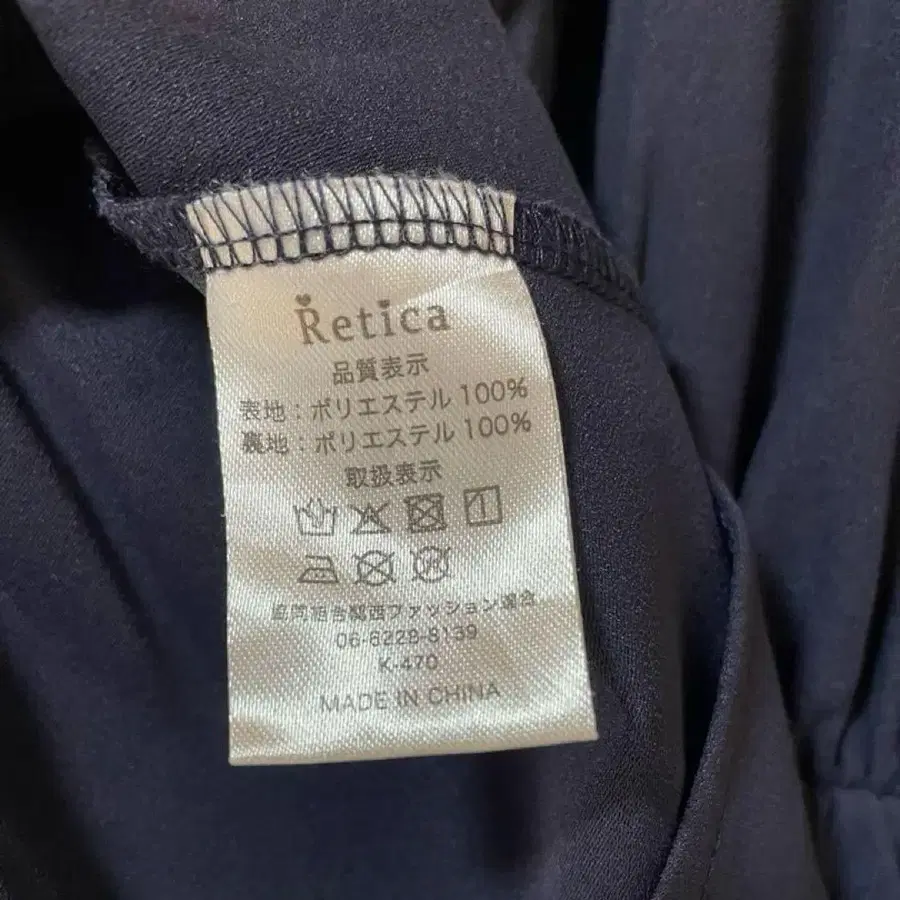 Retica
品質表示
表地：ポリエステル 100%
裏地：ポリエステル 100%
取扱表示
協同組合関西ファッション連合
06-6228-8139
K-470
MADE IN CHINA